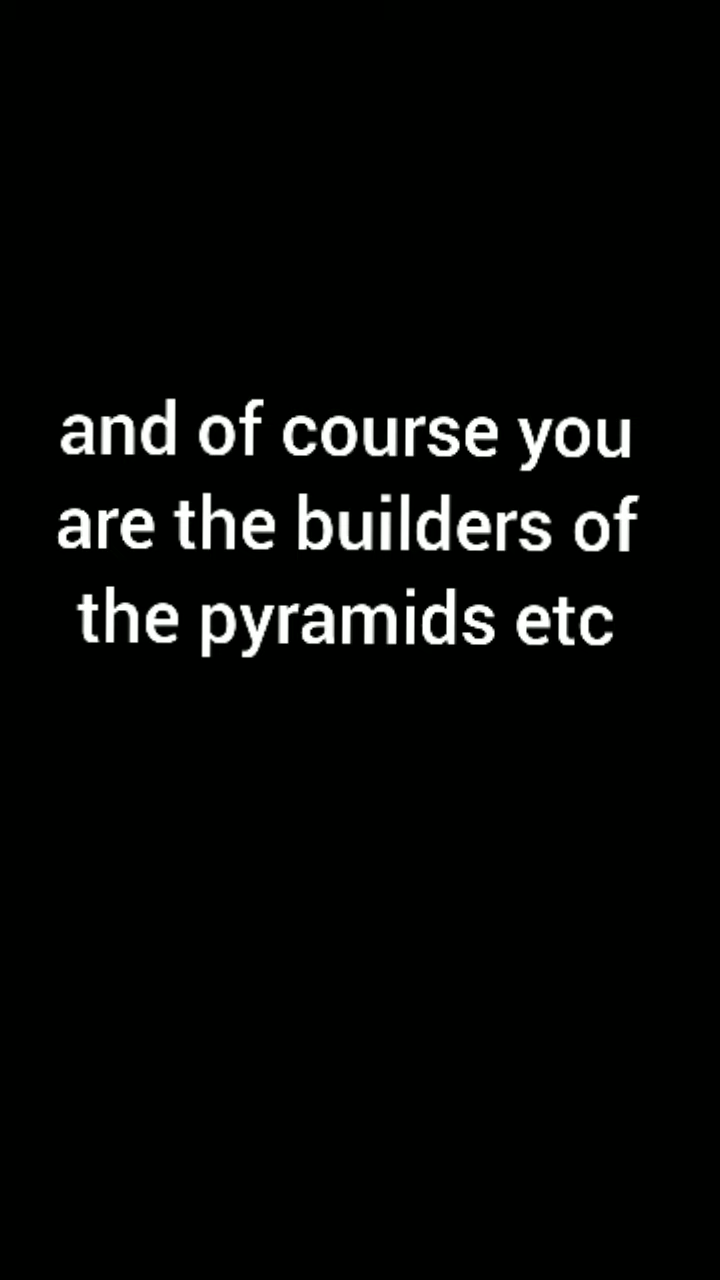 and of course you
are the builders of
the pyramids etc